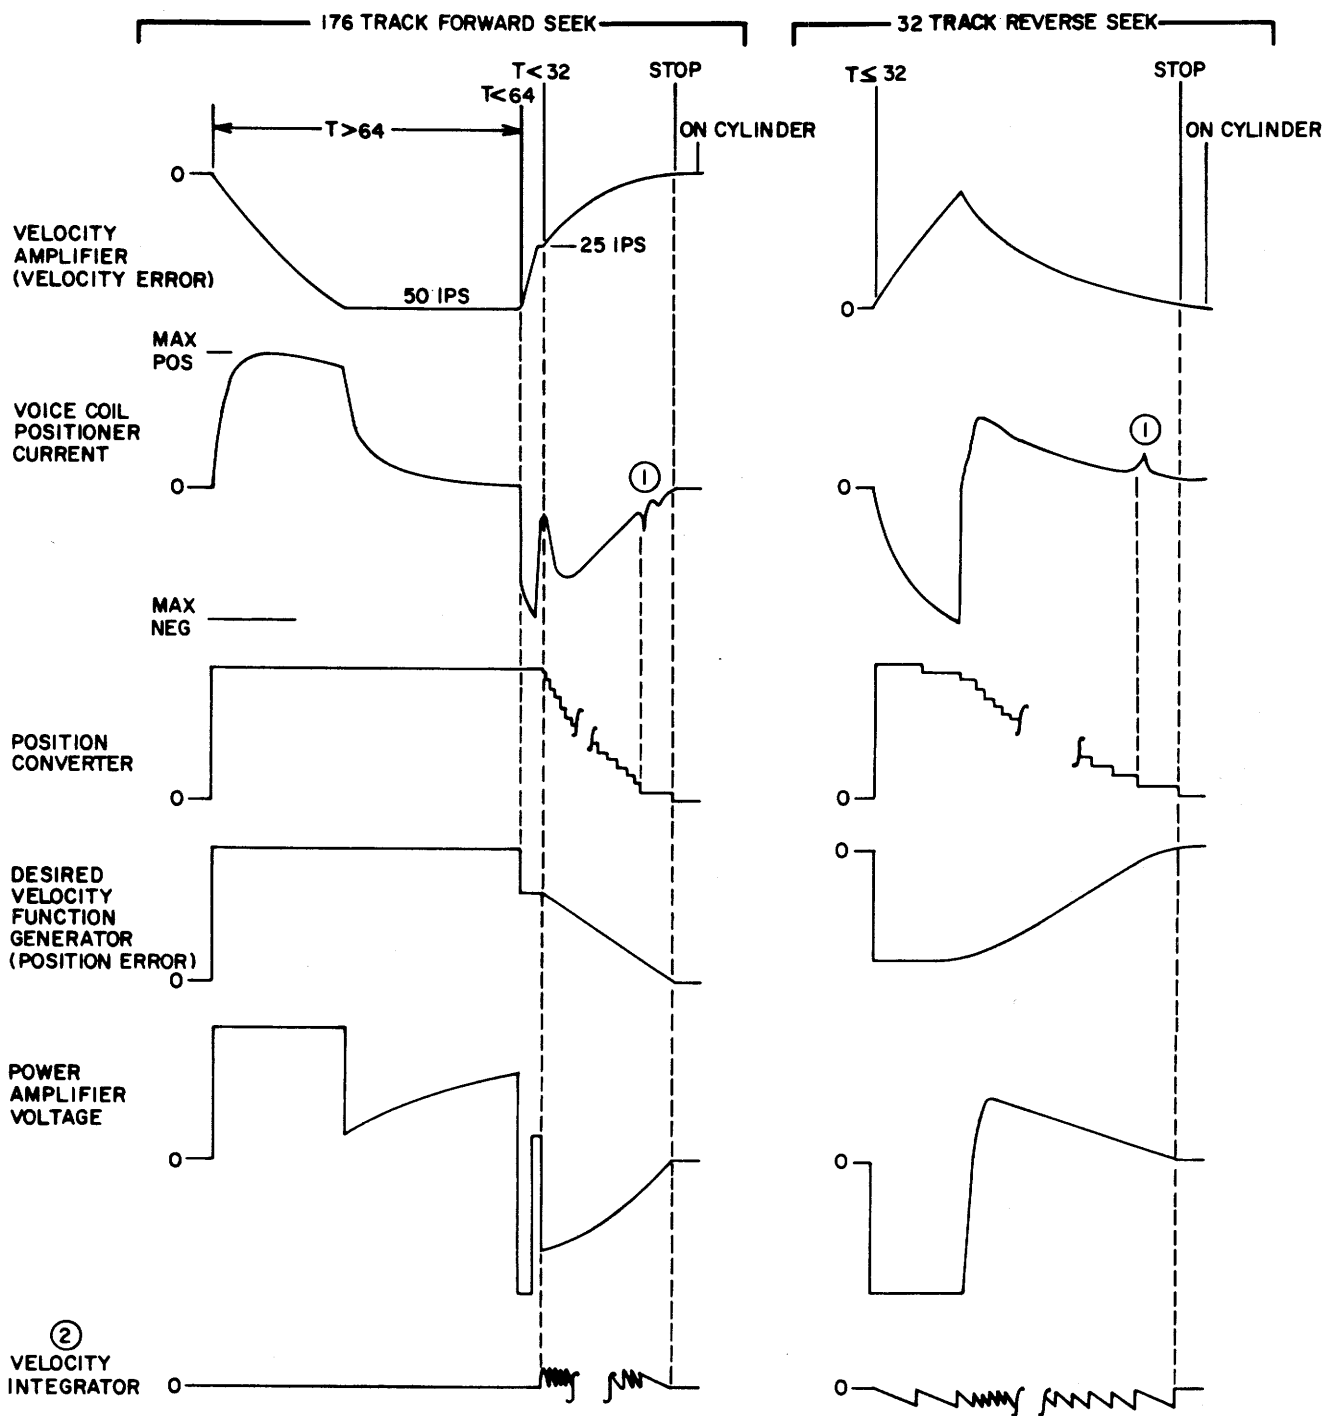 176 TRACK FORWARD SEEK
32 TRACK REVERSE SEEK
T < 32
STOP
T ≤ 32
STOP
T < 64
T > 64
ON CYLINDER
ON CYLINDER
0
VELOCITY
AMPLIFIER
(VELOCITY ERROR)
25 IPS
50 IPS
0
MAX
POS
VOICE COIL
POSITIONER
CURRENT
1
1
0
0
MAX
NEG
POSITION
CONVERTER
0
0
DESIRED
VELOCITY
FUNCTION
GENERATOR
(POSITION ERROR)
0
0
POWER
AMPLIFIER
VOLTAGE
0
0
2
VELOCITY
INTEGRATOR
0
0